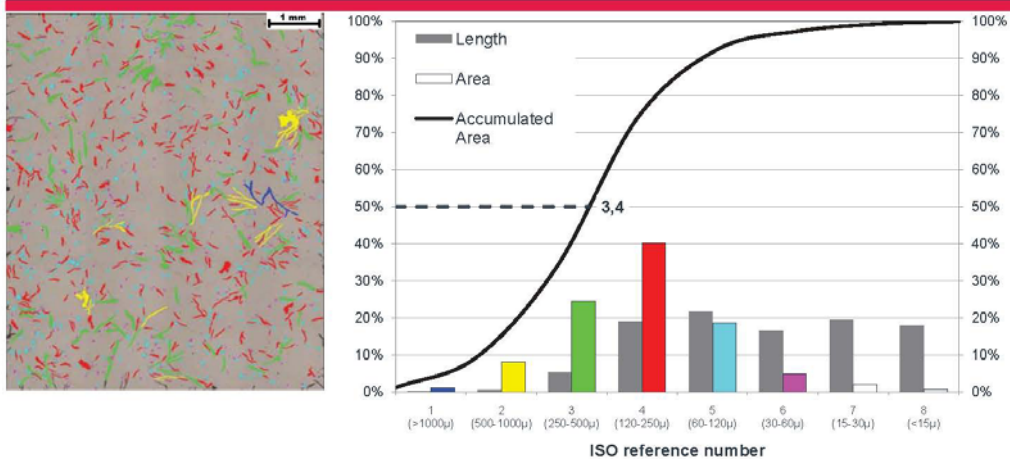 1 mm
100%
90%
80%
70%
60%
50%
40%
30%
20%
10%
0%
Length
Area
Accumulated
Area
3,4
100%
90%
80%
70%
60%
50%
40%
30%
20%
10%
0%
1 2 3 4 5 6 7 8
(>1000µ) (500-1000µ) (250-500µ) (120-250µ) (60-120µ) (30-60µ) (15-30µ) (<15µ)
ISO reference number